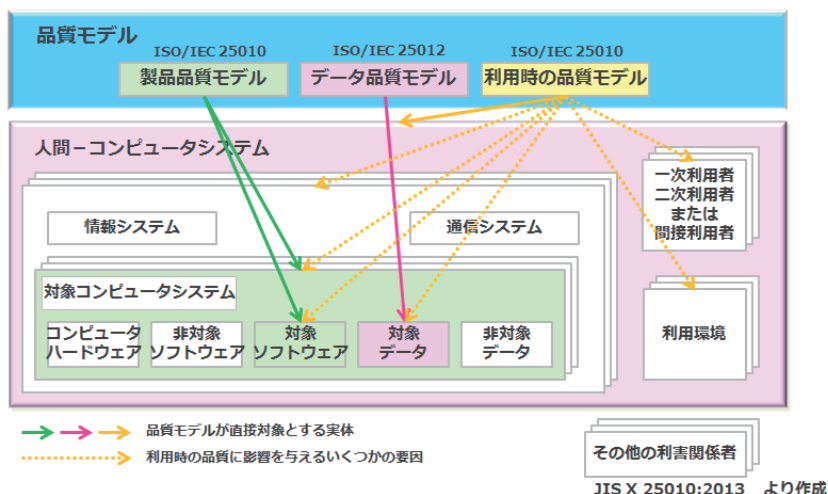 品質モデル
ISO/IEC 25010
ISO/IEC 25012
ISO/IEC 25010
製品品質モデル
データ品質モデル
利用時の品質モデル
人間－コンピュータシステム
一次利用者
二次利用者
または
間接利用者
情報システム
通信システム
対象コンピュータシステム
コンピュータ
ハードウェア
非対象
ソフトウェア
対象
ソフトウェア
対象
データ
非対象
データ
利用環境
品質モデルが直接対象とする実体
利用時の品質に影響を与えるいくつかの要因
その他の利害関係者
JIS X 25010:2013　より作成